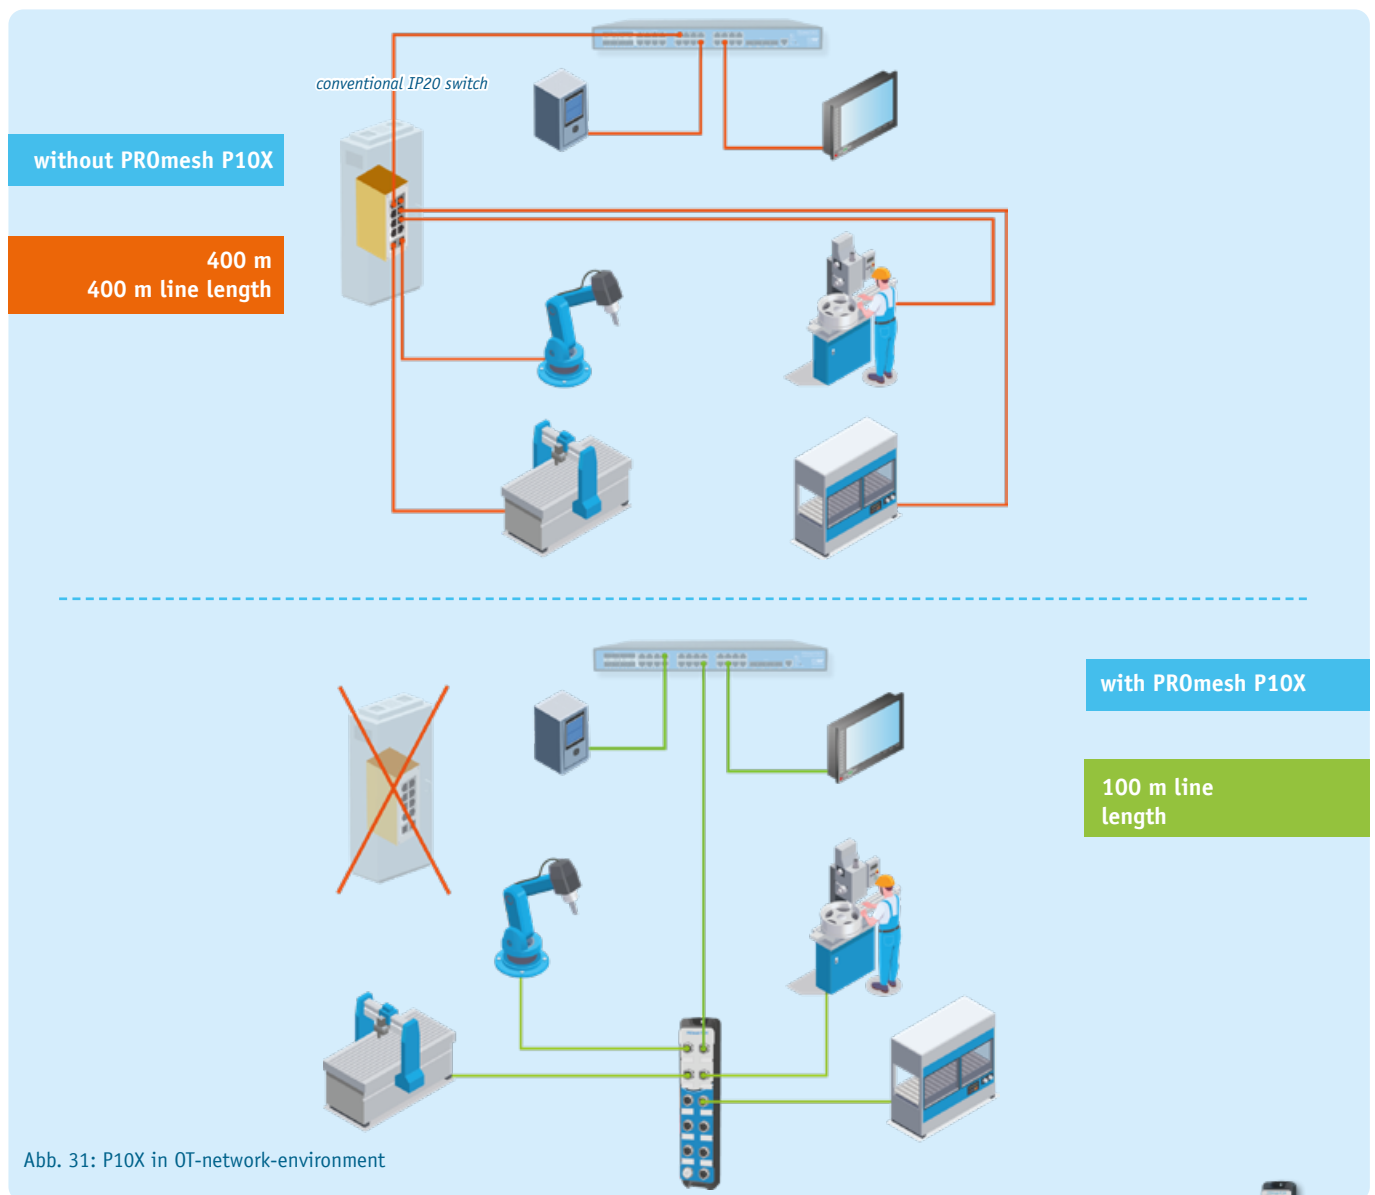 conventional IP20 switch
without PROmesh P10X
400 m
400 m line length
with PROmesh P10X
100 m line
length
Abb. 31: P10X in OT-network-environment